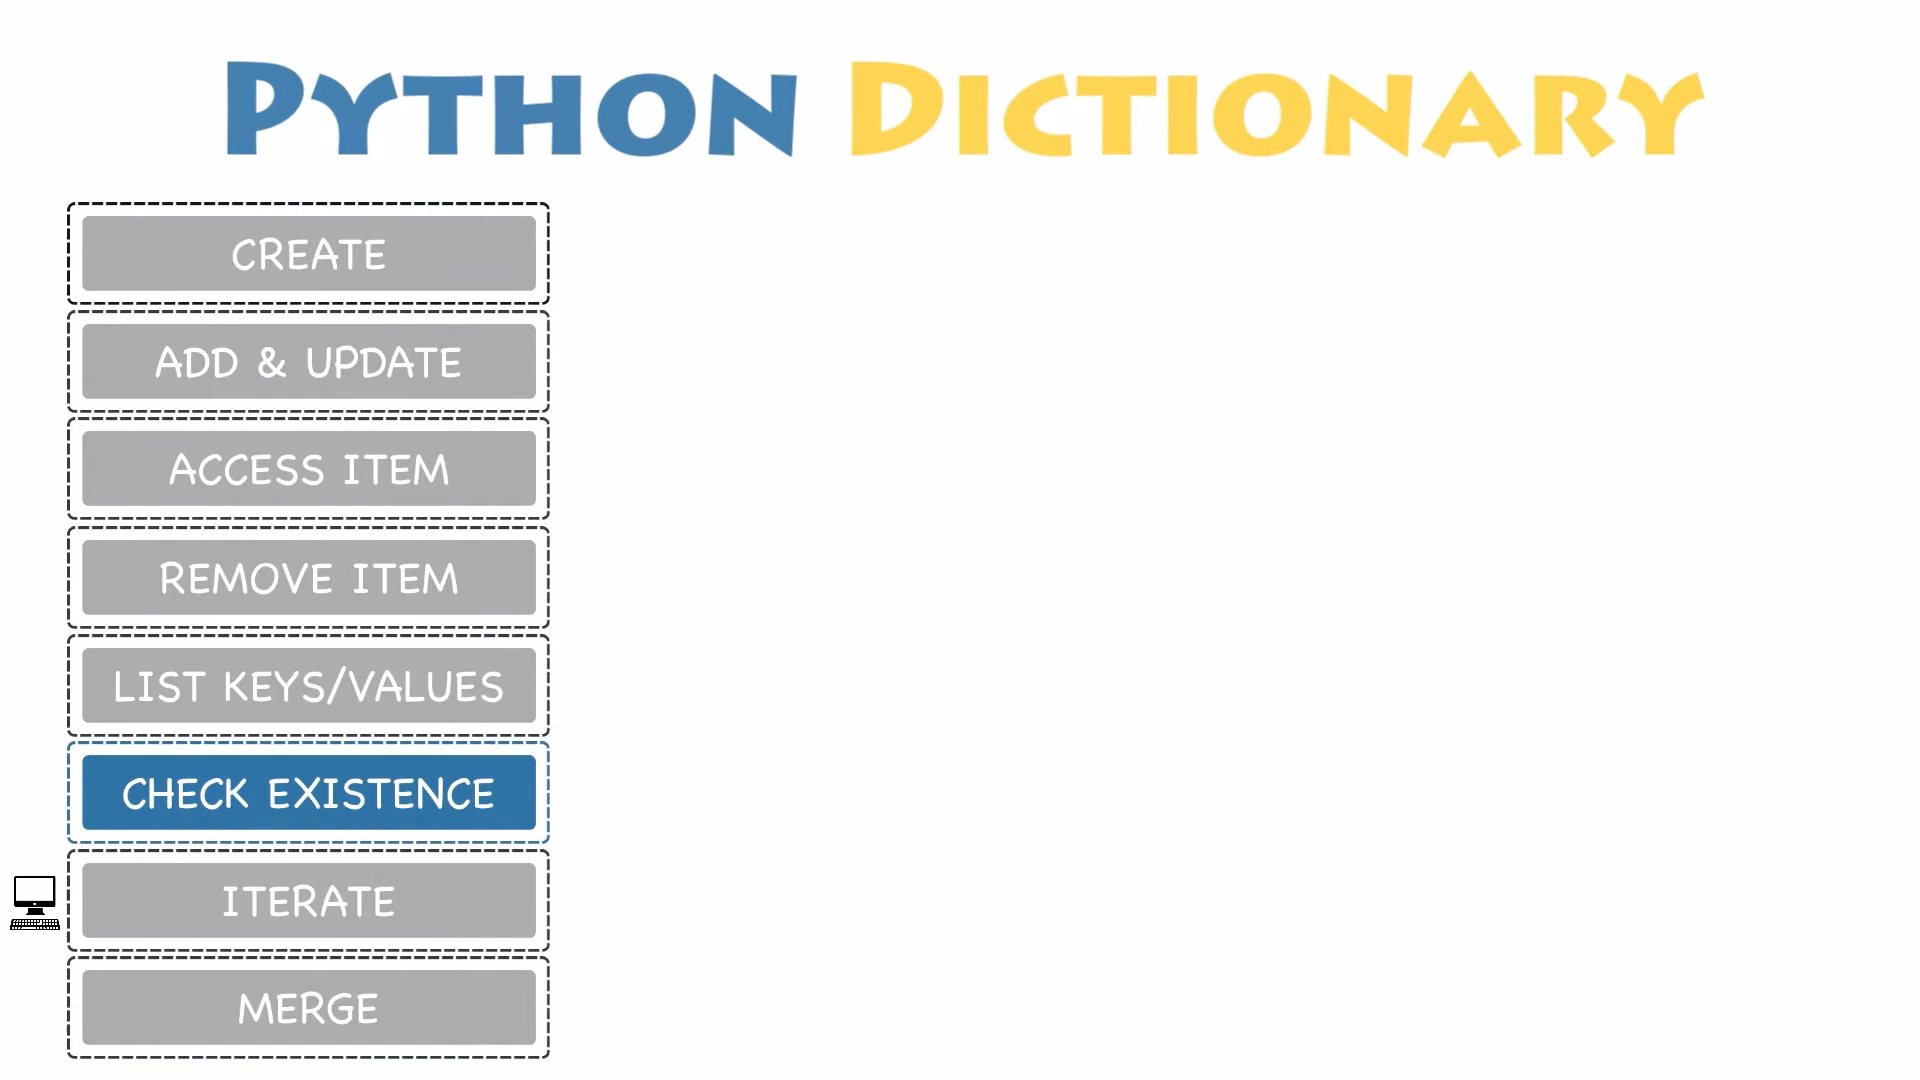 PYTHON DICTIONARY
CREATE
ADD & UPDATE
ACCESS ITEM
REMOVE ITEM
LIST KEYS/VALUES
CHECK EXISTENCE
ITERATE
MERGE